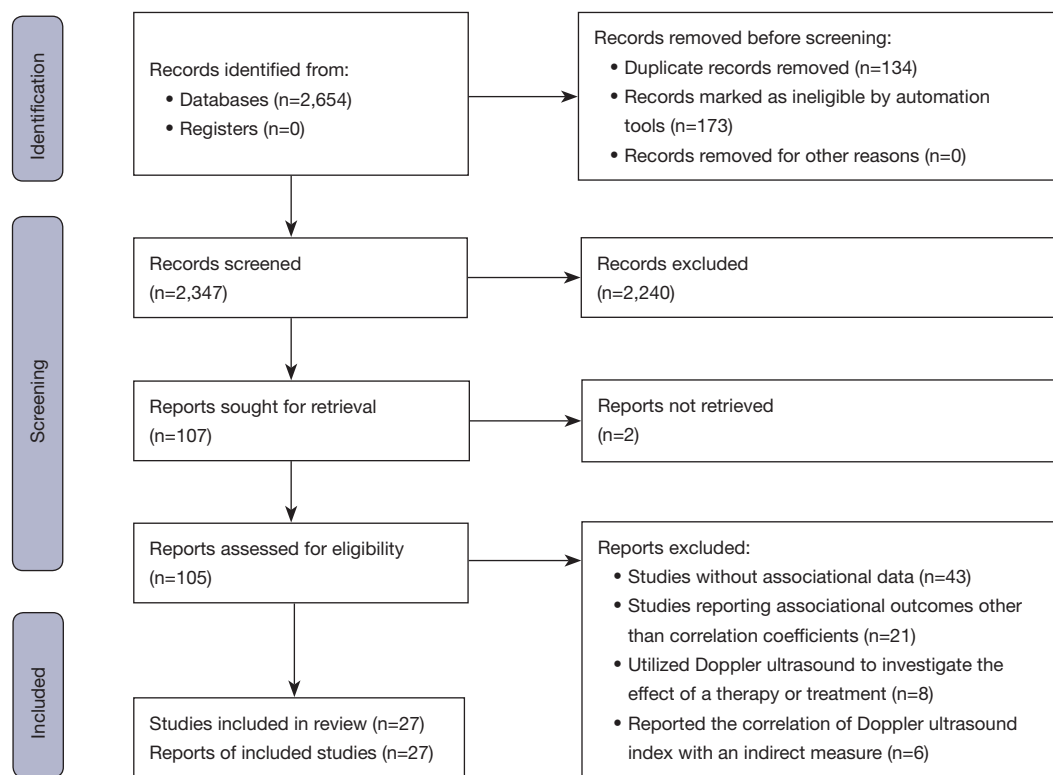 Identification
Records identified from:
• Databases (n=2,654)
• Registers (n=0)
Records removed before screening:
• Duplicate records removed (n=134)
• Records marked as ineligible by automation
tools (n=173)
• Records removed for other reasons (n=0)
Screening
Records screened
(n=2,347)
Records excluded
(n=2,240)
Reports sought for retrieval
(n=107)
Reports not retrieved
(n=2)
Reports assessed for eligibility
(n=105)
Reports excluded:
• Studies without associational data (n=43)
• Studies reporting associational outcomes other
than correlation coefficients (n=21)
• Utilized Doppler ultrasound to investigate the
effect of a therapy or treatment (n=8)
• Reported the correlation of Doppler ultrasound
index with an indirect measure (n=6)
Included
Studies included in review (n=27)
Reports of included studies (n=27)